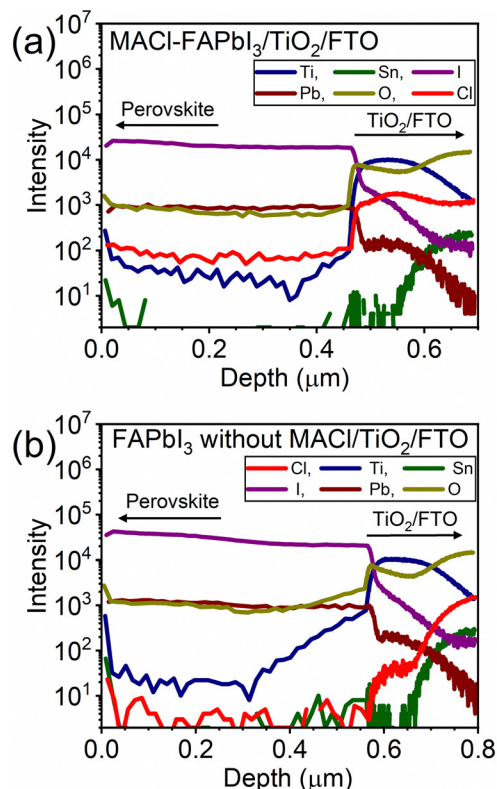 (a)
MACl-FAPbI₃/TiO₂/FTO
Ti, Sn, I
Pb, O, Cl
Perovskite
TiO₂/FTO
Intensity
10⁷
10⁶
10⁵
10⁴
10³
10²
10¹
0.0 0.2 0.4 0.6
Depth (μm)
(b)
FAPbI₃ without MACl/TiO₂/FTO
Cl, Ti, Sn
I, Pb, O
Perovskite
TiO₂/FTO
Intensity
10⁷
10⁶
10⁵
10⁴
10³
10²
10¹
0.0 0.2 0.4 0.6 0.8
Depth (μm)